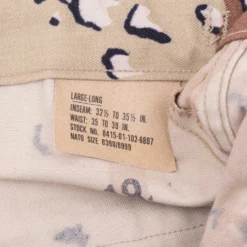 LARGE-LONG
INSEAM: 32½ TO 35½ IN.
WAIST: 35 TO 39 IN.
STOCK NO. 8415-01-102-6807
NATO SIZE 8390/8999